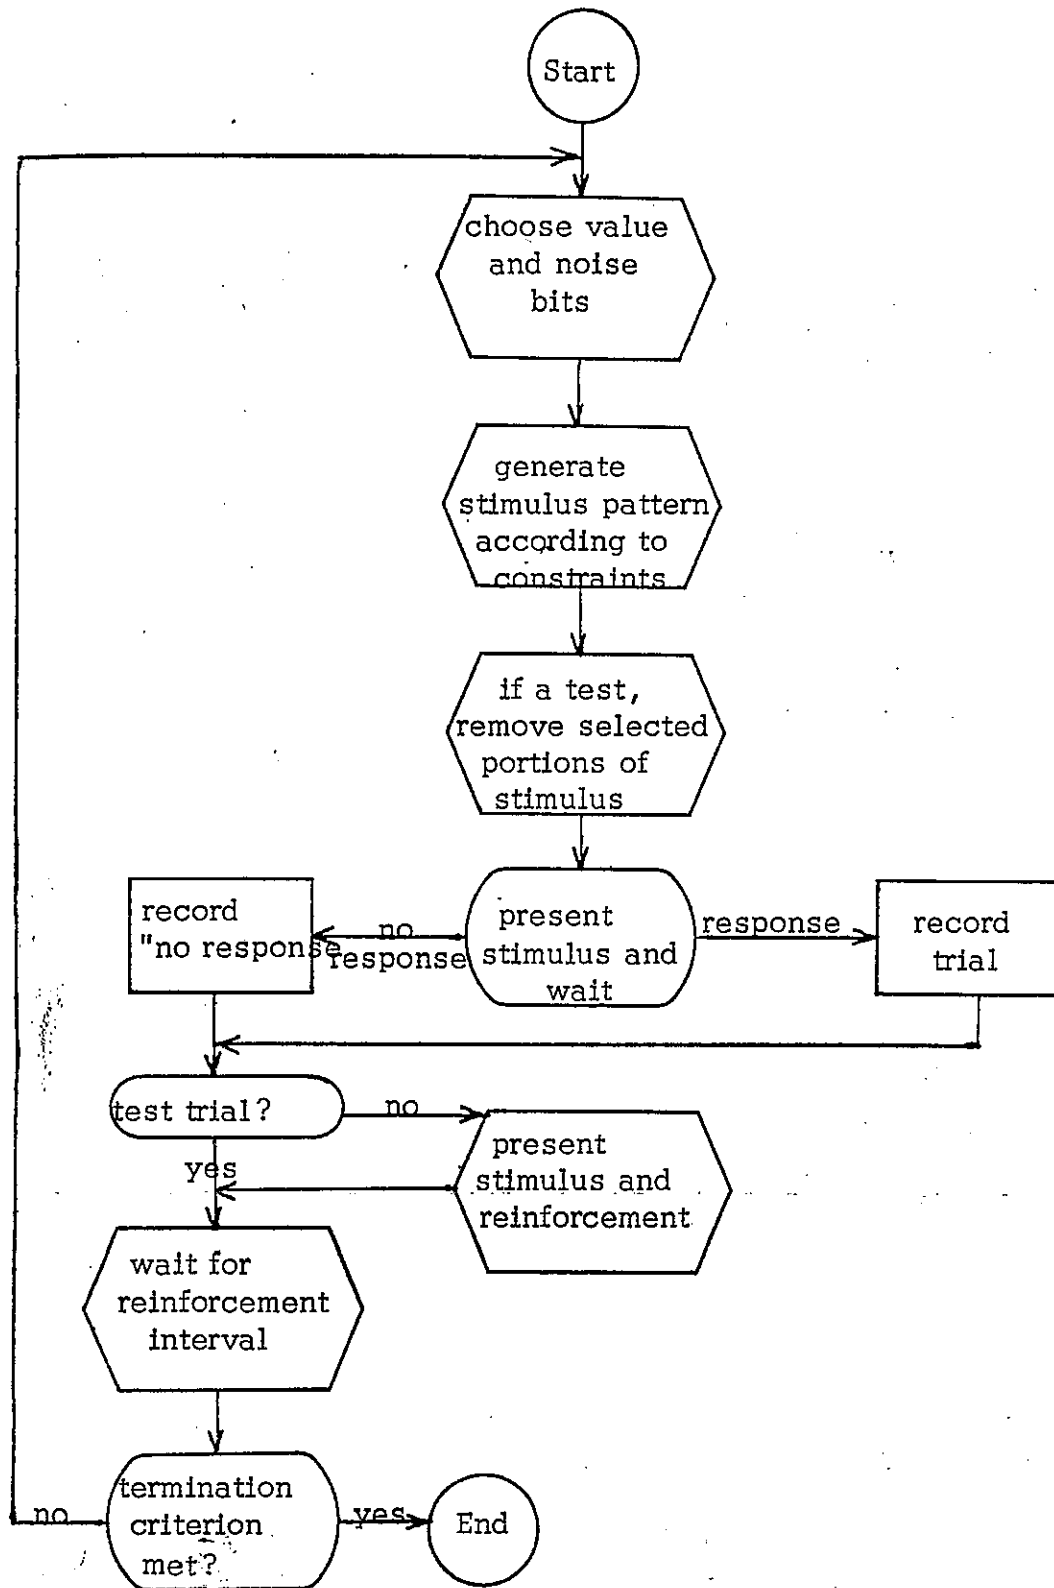 Start
choose value
and noise
bits
generate
stimulus pattern
according to
constraints
if a test,
remove selected
portions of
stimulus
record
"no response
no
response
present
stimulus and
wait
response
record
trial
test trial?
no
yes
present
stimulus and
reinforcement
wait for
reinforcement
interval
termination
criterion
met?
no
yes
End